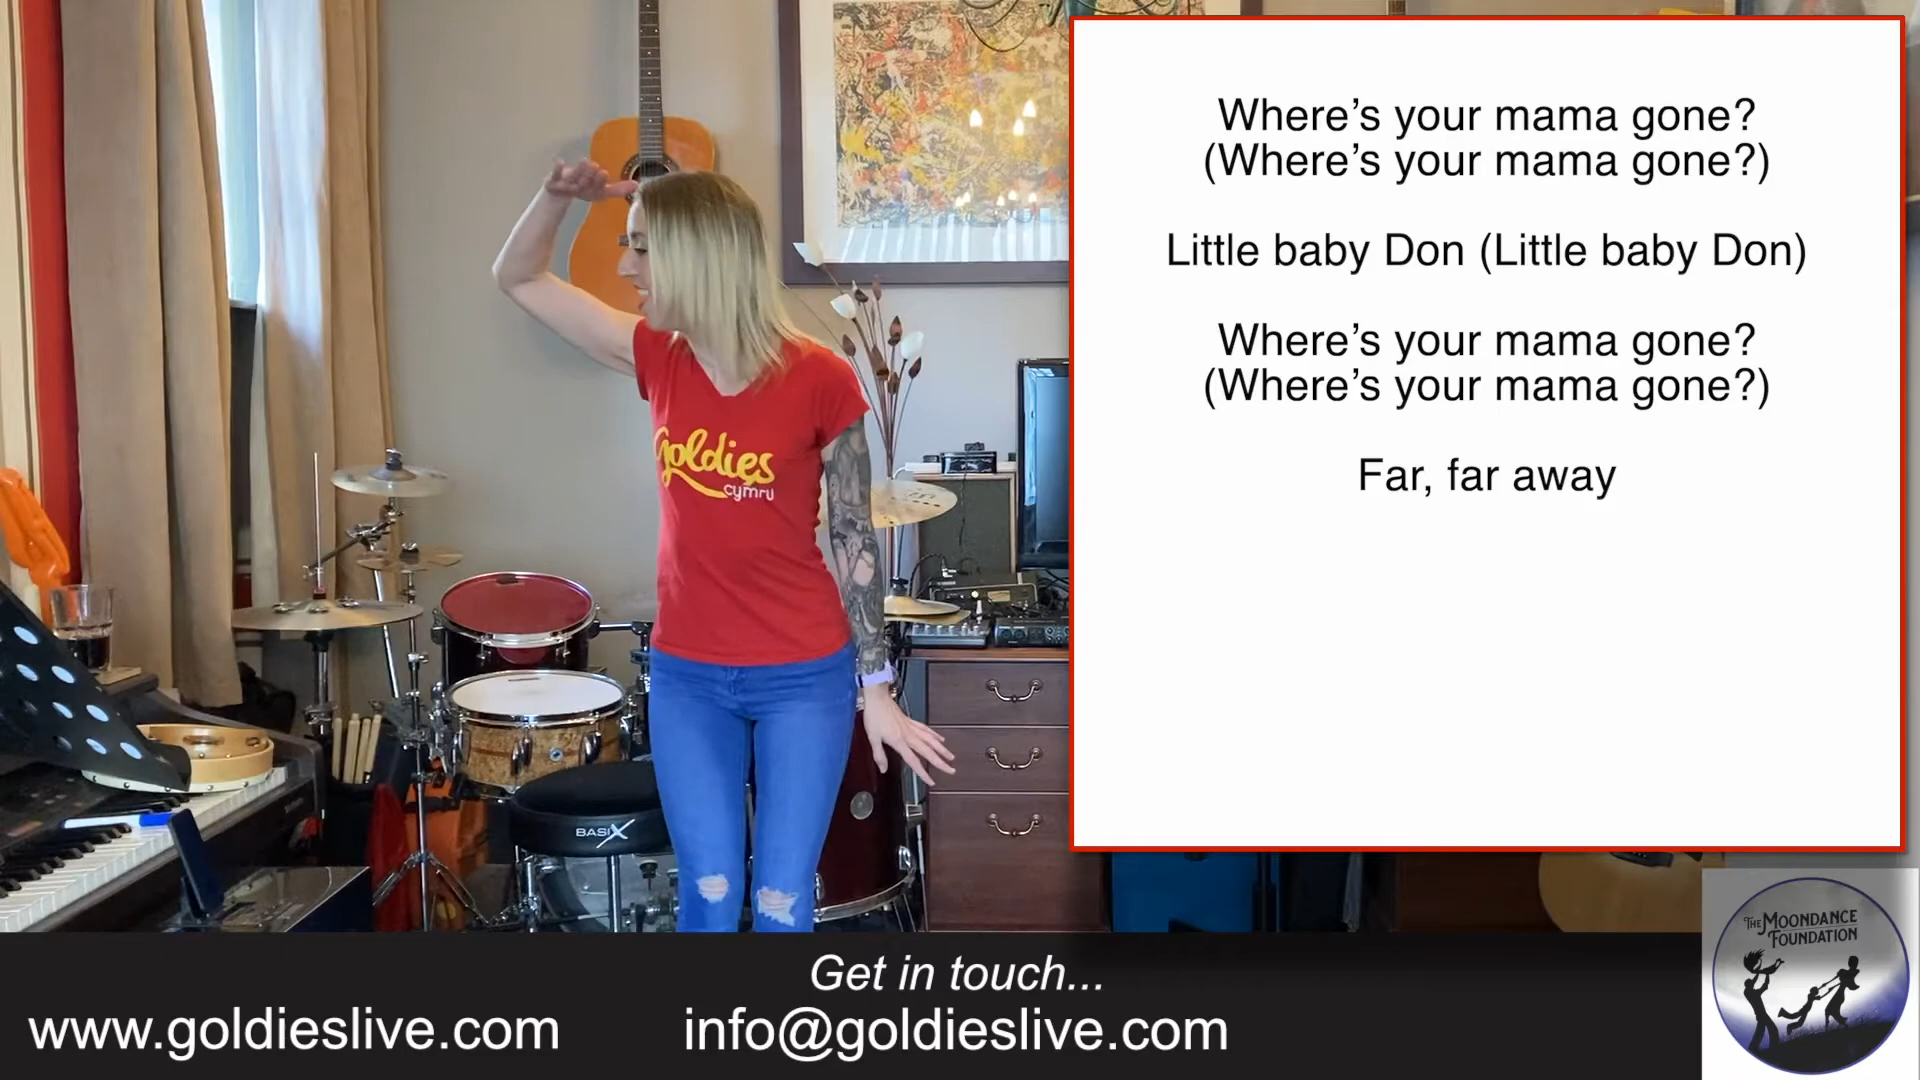 Where’s your mama gone?
(Where’s your mama gone?)
Little baby Don (Little baby Don)
Where’s your mama gone?
(Where’s your mama gone?)
Far, far away
Goldies
cymru
BASIX
THE MOONDANCE
FOUNDATION
Get in touch...
www.goldieslive.com
info@goldieslive.com